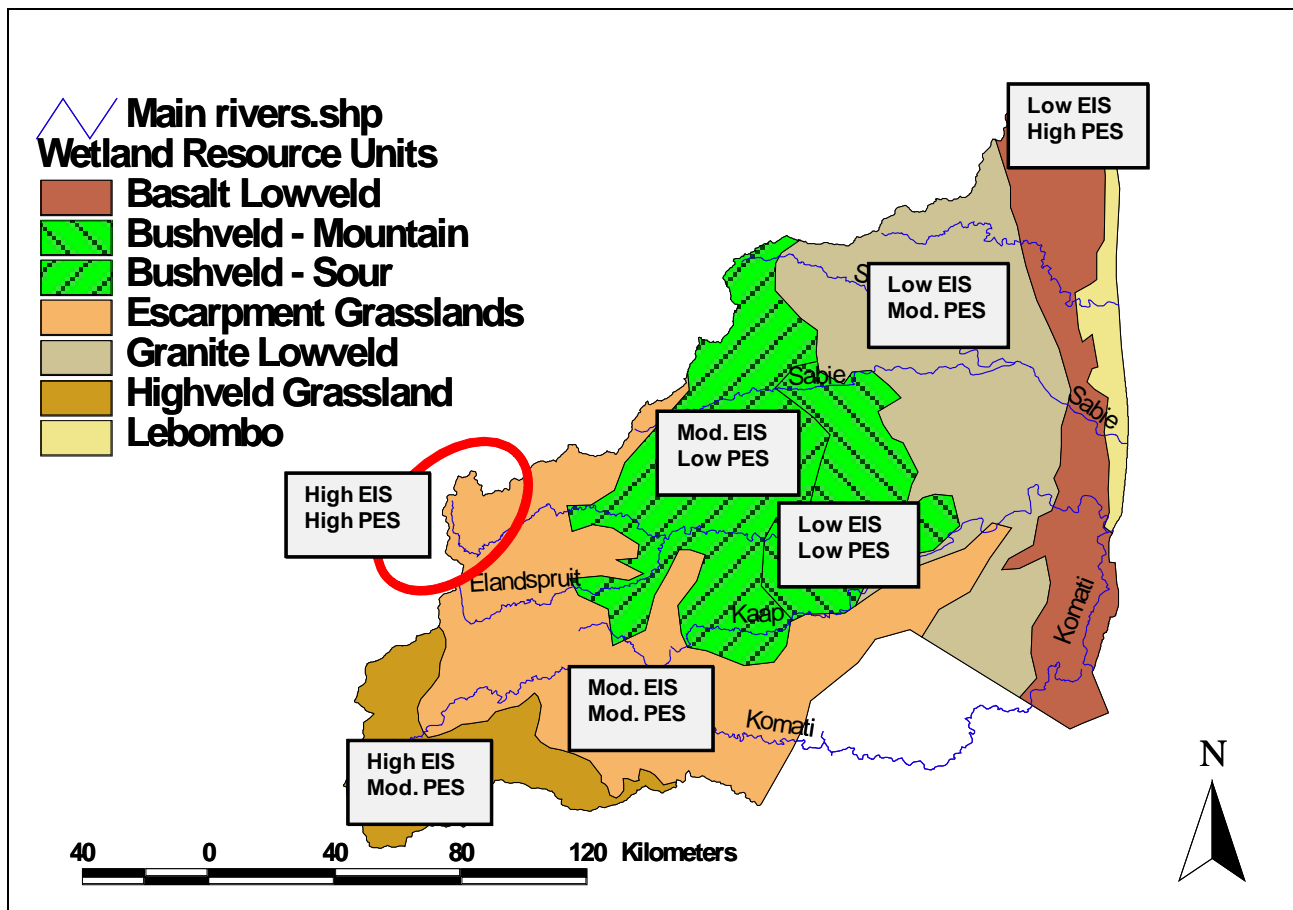 Main rivers.shp
Wetland Resource Units
Basalt Lowveld
Bushveld - Mountain
Bushveld - Sour
Escarpment Grasslands
Granite Lowveld
Highveld Grassland
Lebombo
Low EIS
High PES
S
Low EIS
Mod. PES
Sabie
Sabie
Mod. EIS
Low PES
High EIS
High PES
Low EIS
Low PES
Elandspruit
Kaap
Komati
Mod. EIS
Mod. PES
Komati
High EIS
Mod. PES
N
40 0 40 80 120 Kilometers